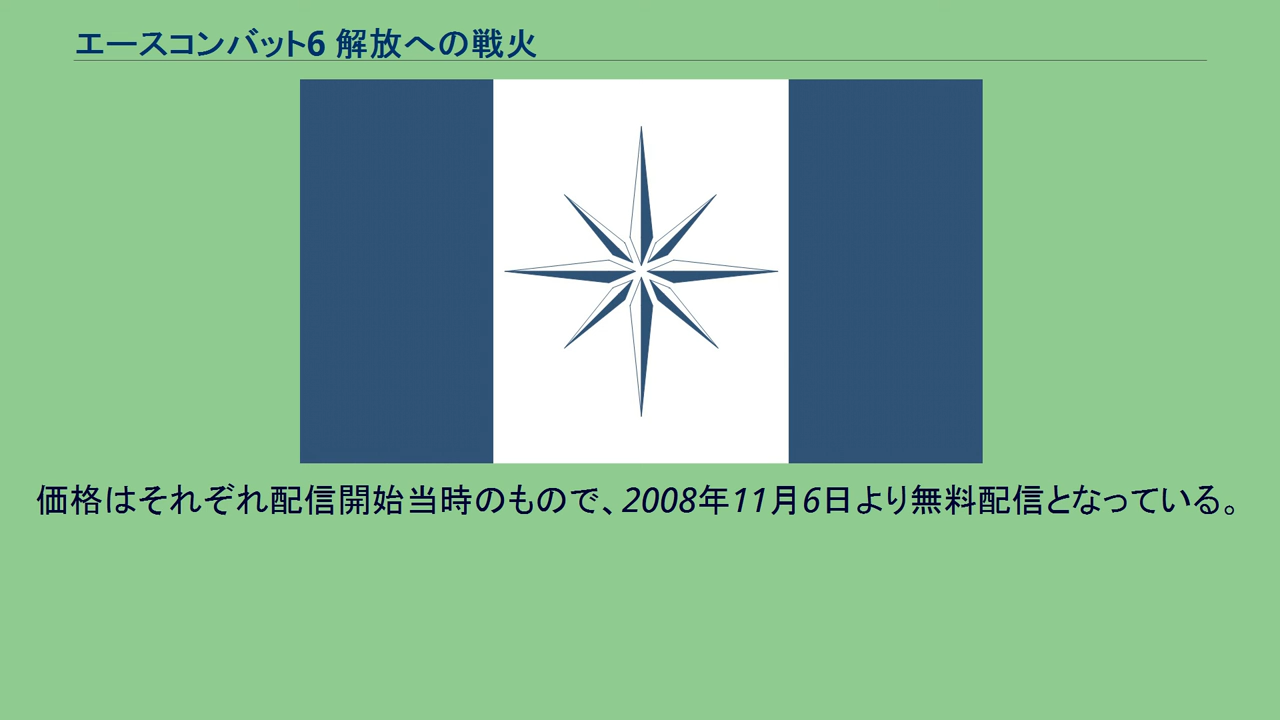 エースコンバット6 解放への戦火
価格はそれぞれ配信開始当時のもので、2008年11月6日より無料配信となっている。